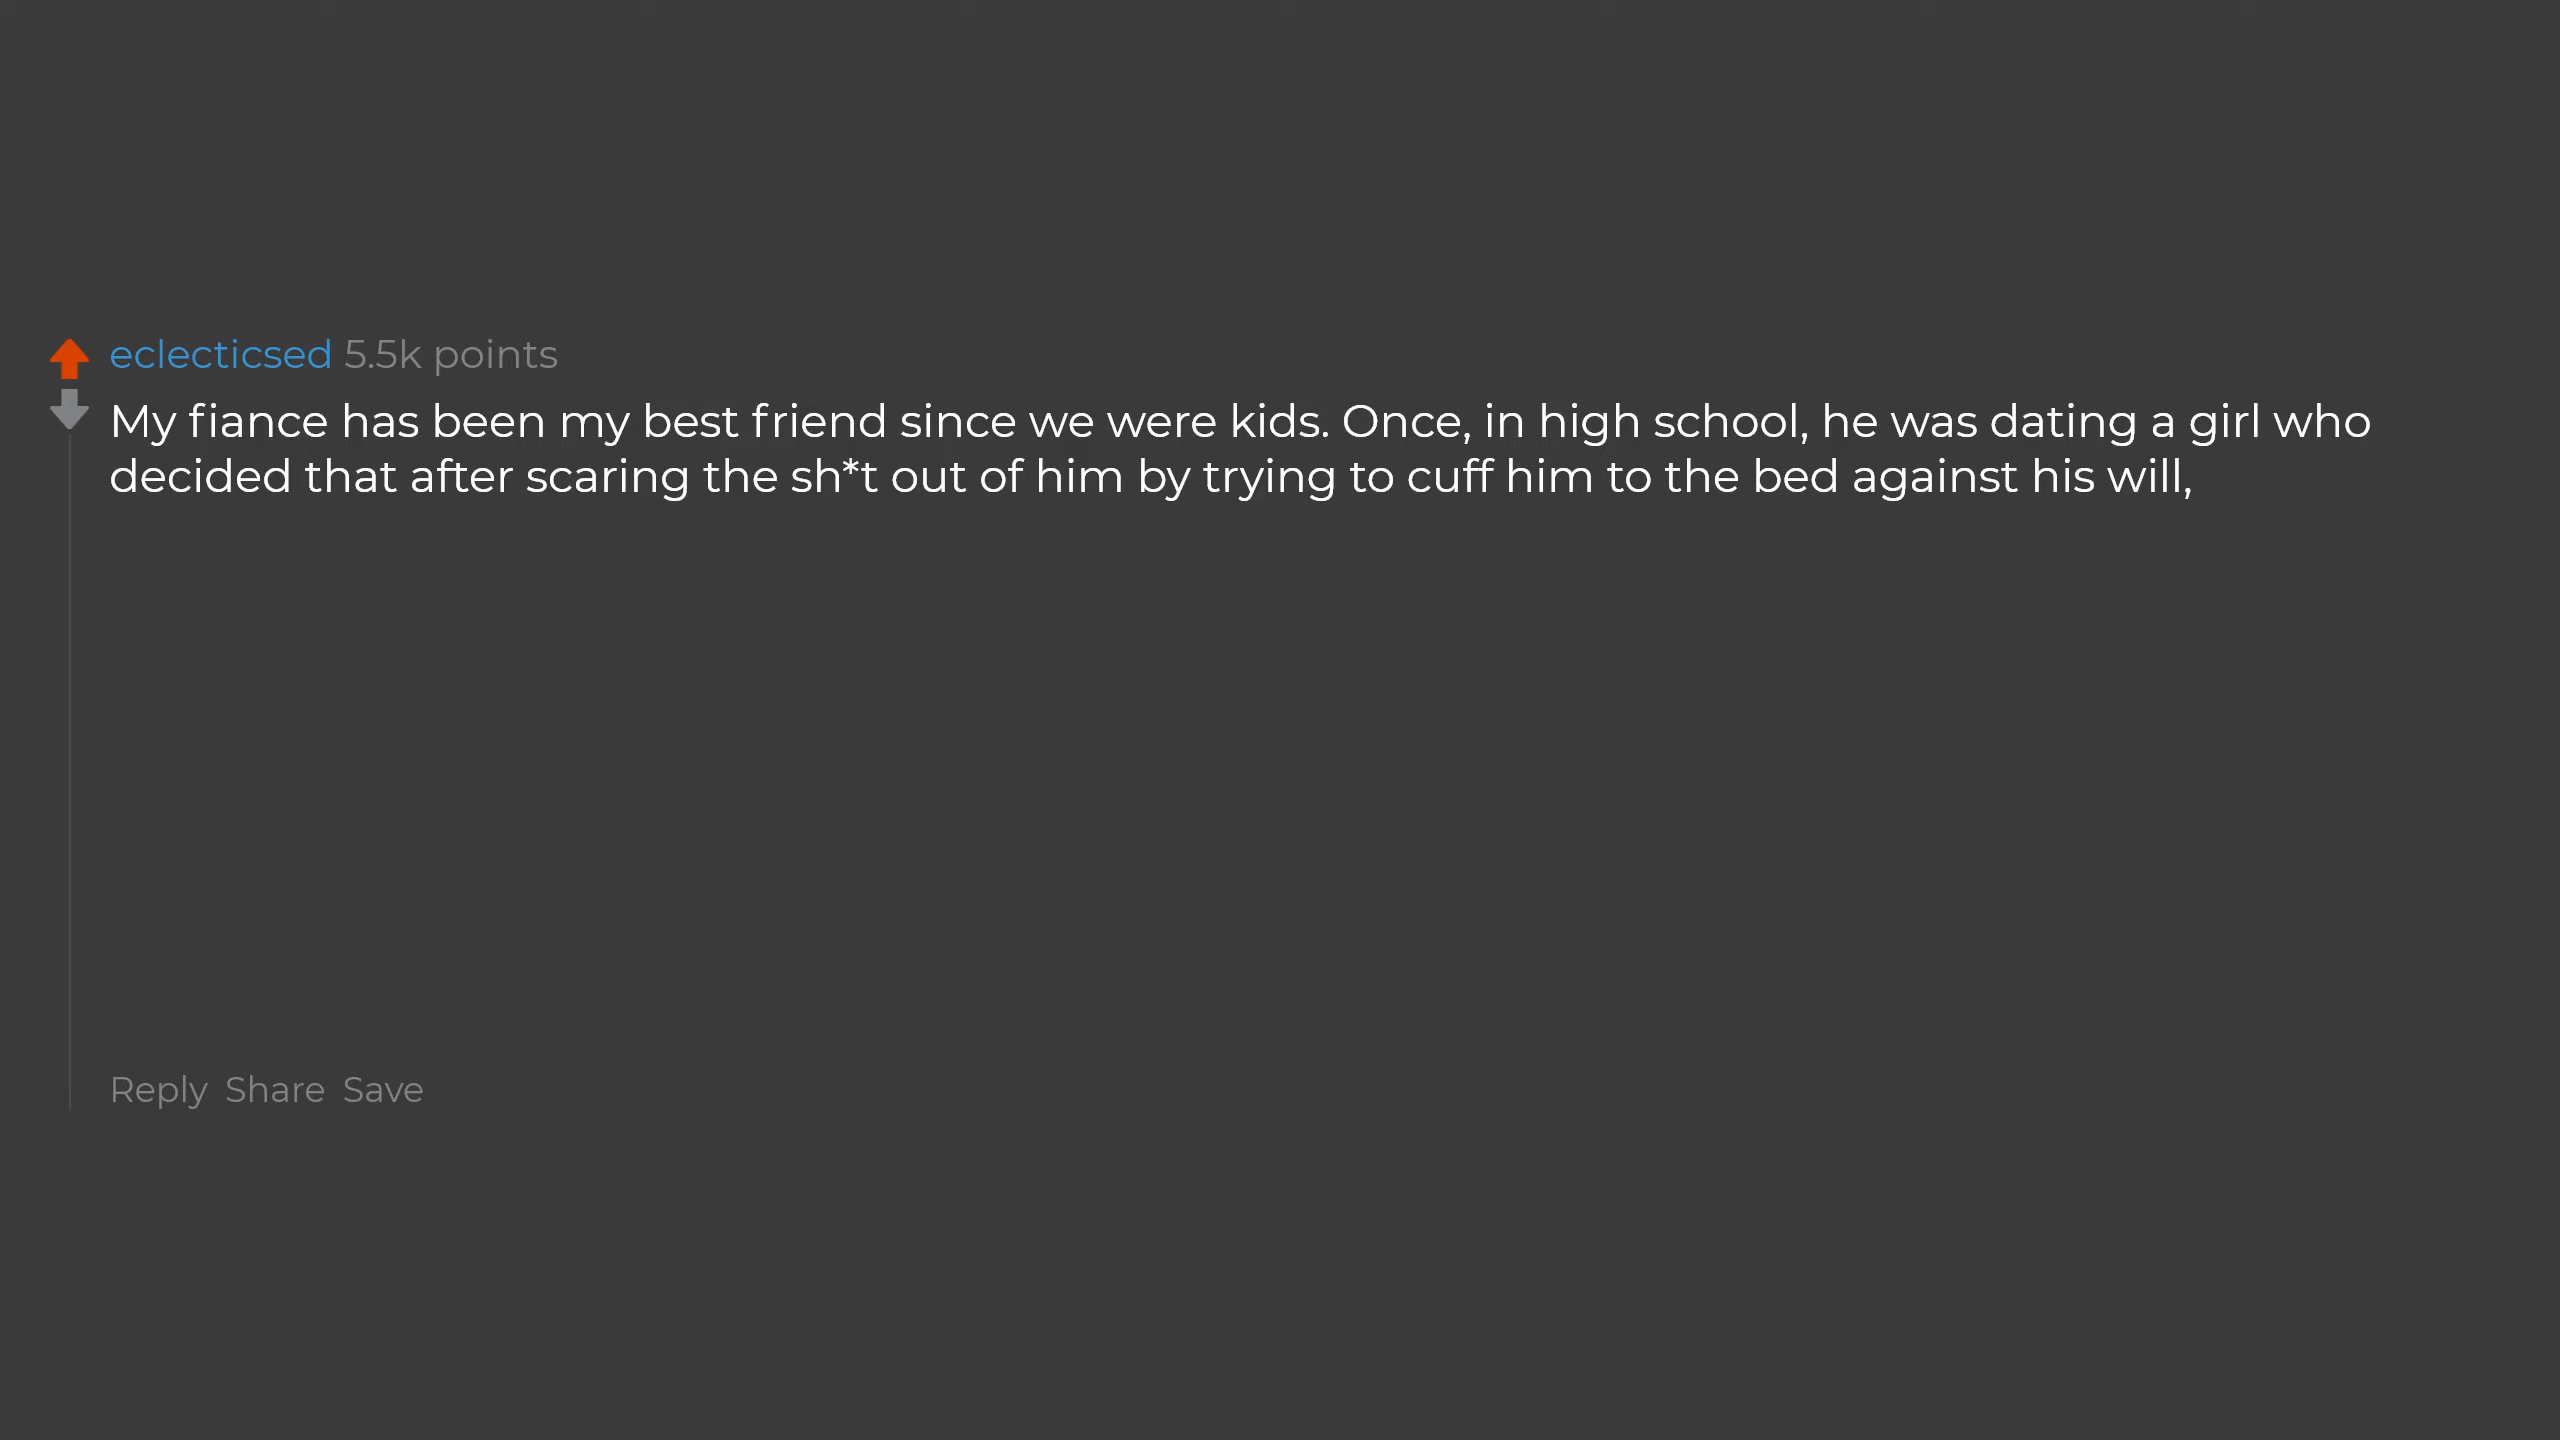 eclecticsed 5.5k points
My fiance has been my best friend since we were kids. Once, in high school, he was dating a girl who
decided that after scaring the sh*t out of him by trying to cuff him to the bed against his will,
Reply Share Save